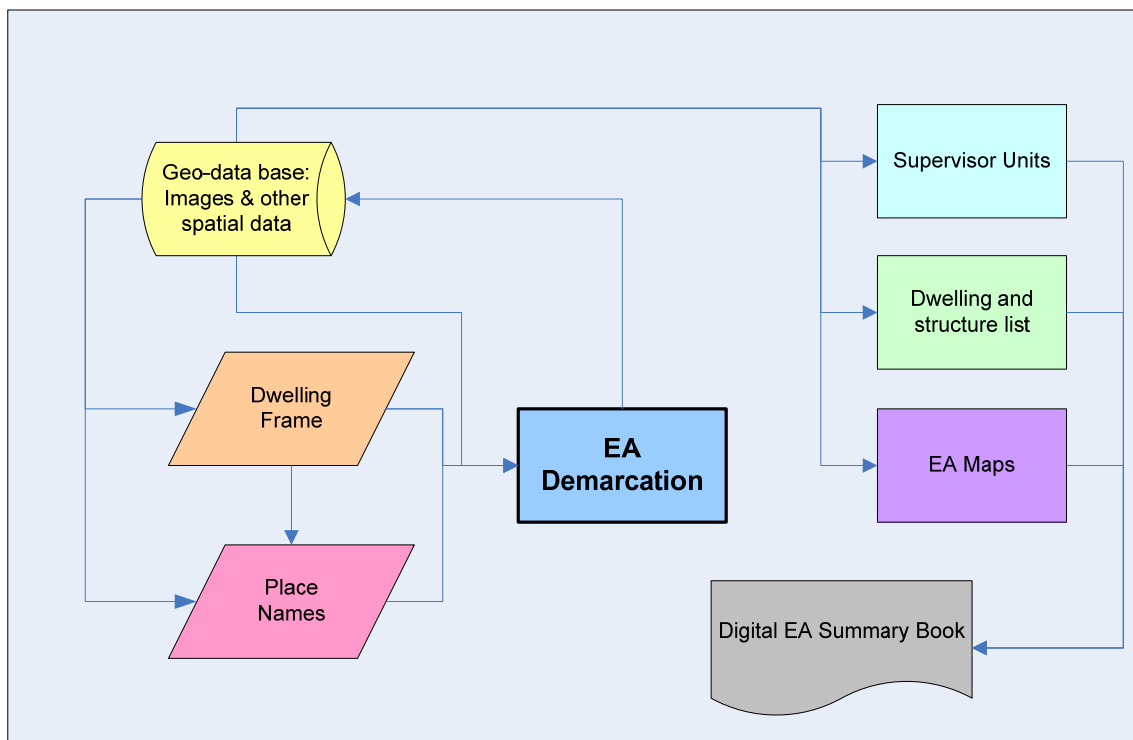 Geo-data base:
Images & other
spatial data
Supervisor Units
Dwelling and
structure list
Dwelling
Frame
EA
Demarcation
EA Maps
Place
Names
Digital EA Summary Book